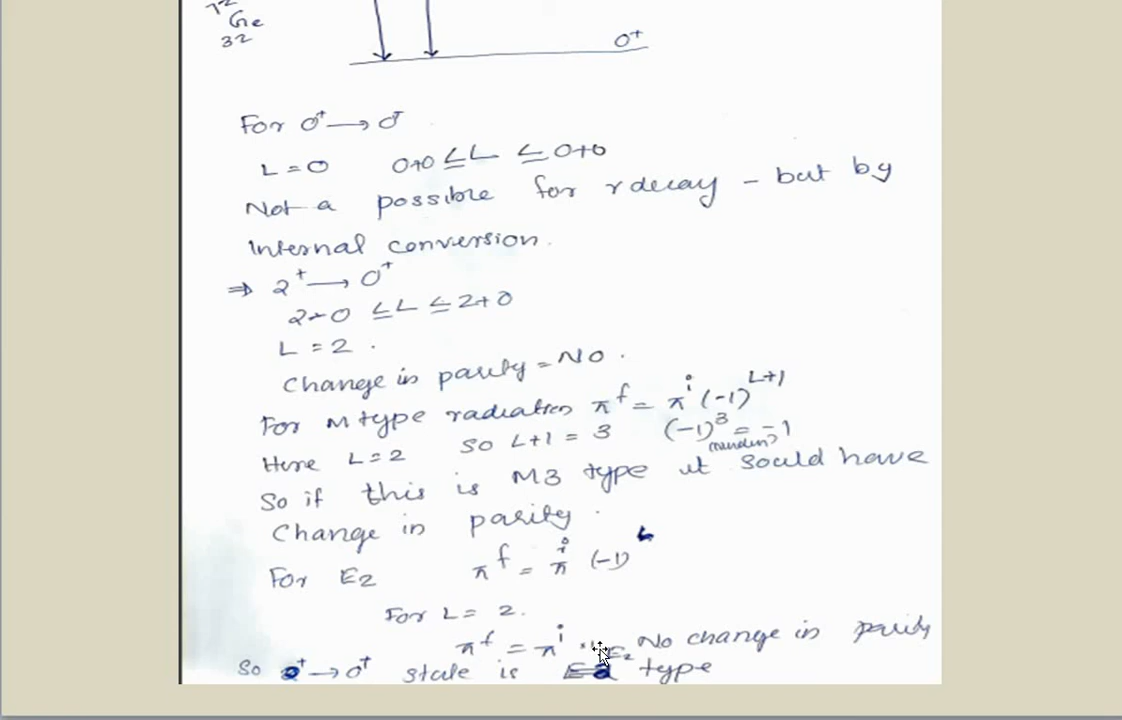 72
Ge
32
0+
For 0+ → 0+
L = 0 0+0 ≤ L ≤ 0+0
Not a possible for r decay - but by
Internal conversion.
⇒ 2+ → 0+
2-0 ≤ L ≤ 2+0
L = 2 .
Change in parity = NO .
For M type radiation π^f = π^i (-1)^L+1
Here L = 2 So L+1 = 3 (-1)^3 = -1
So if this is M3 type it sould have
Change in parity .
For E2 π^f = π^i (-1)^L
For L = 2.
π^f = π^i E2 No change in parity
So 2+ → 0+ state is E2 type